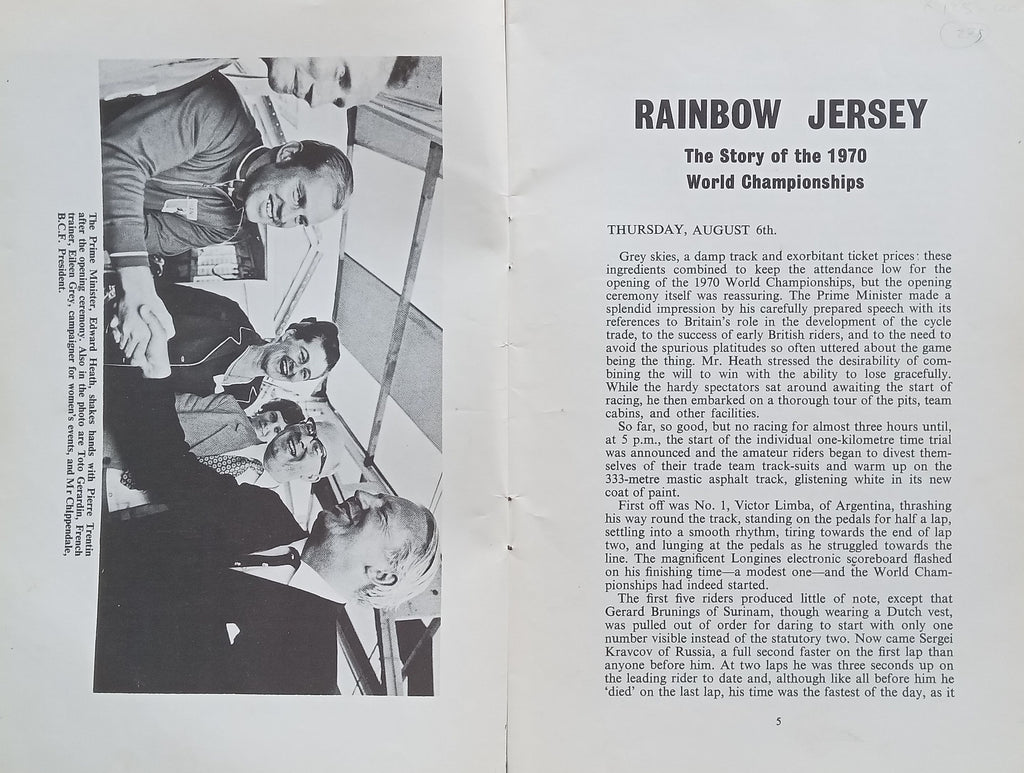 The Prime Minister, Edward Heath, shakes hands with Pierre Trentin
after the opening ceremony. Also in the photo are Toto Gerardin, French
trainer, Eileen Grey, campaigner for women's events, and Mr Chippendale,
B.C.F. President.
RAINBOW JERSEY
The Story of the 1970
World Championships
THURSDAY, AUGUST 6th.
Grey skies, a damp track and exorbitant ticket prices: these
ingredients combined to keep the attendance low for the
opening of the 1970 World Championships, but the opening
ceremony itself was reassuring. The Prime Minister made a
splendid impression by his carefully prepared speech with its
references to Britain's role in the development of the cycle
trade, to the success of early British riders, and to the need to
avoid the spurious platitudes so often uttered about the game
being the thing. Mr. Heath stressed the desirability of com-
bining the will to win with the ability to lose gracefully.
While the hardy spectators sat around awaiting the start of
racing, he then embarked on a thorough tour of the pits, team
cabins, and other facilities.
So far, so good, but no racing for almost three hours until,
at 5 p.m., the start of the individual one-kilometre time trial
was announced and the amateur riders began to divest them-
selves of their trade team track-suits and warm up on the
333-metre mastic asphalt track, glistening white in its new
coat of paint.
First off was No. 1, Victor Limba, of Argentina, thrashing
his way round the track, standing on the pedals for half a lap,
settling into a smooth rhythm, tiring towards the end of lap
two, and lunging at the pedals as he struggled towards the
line. The magnificent Longines electronic scoreboard flashed
on his finishing time—a modest one—and the World Cham-
pionships had indeed started.
The first five riders produced little of note, except that
Gerard Brunings of Surinam, though wearing a Dutch vest,
was pulled out of order for daring to start with only one
number visible instead of the statutory two. Now came Sergei
Kravcov of Russia, a full second faster on the first lap than
anyone before him. At two laps he was three seconds up on
the leading rider to date and, although like all before him he
'died' on the last lap, his time was the fastest of the day, as it
5